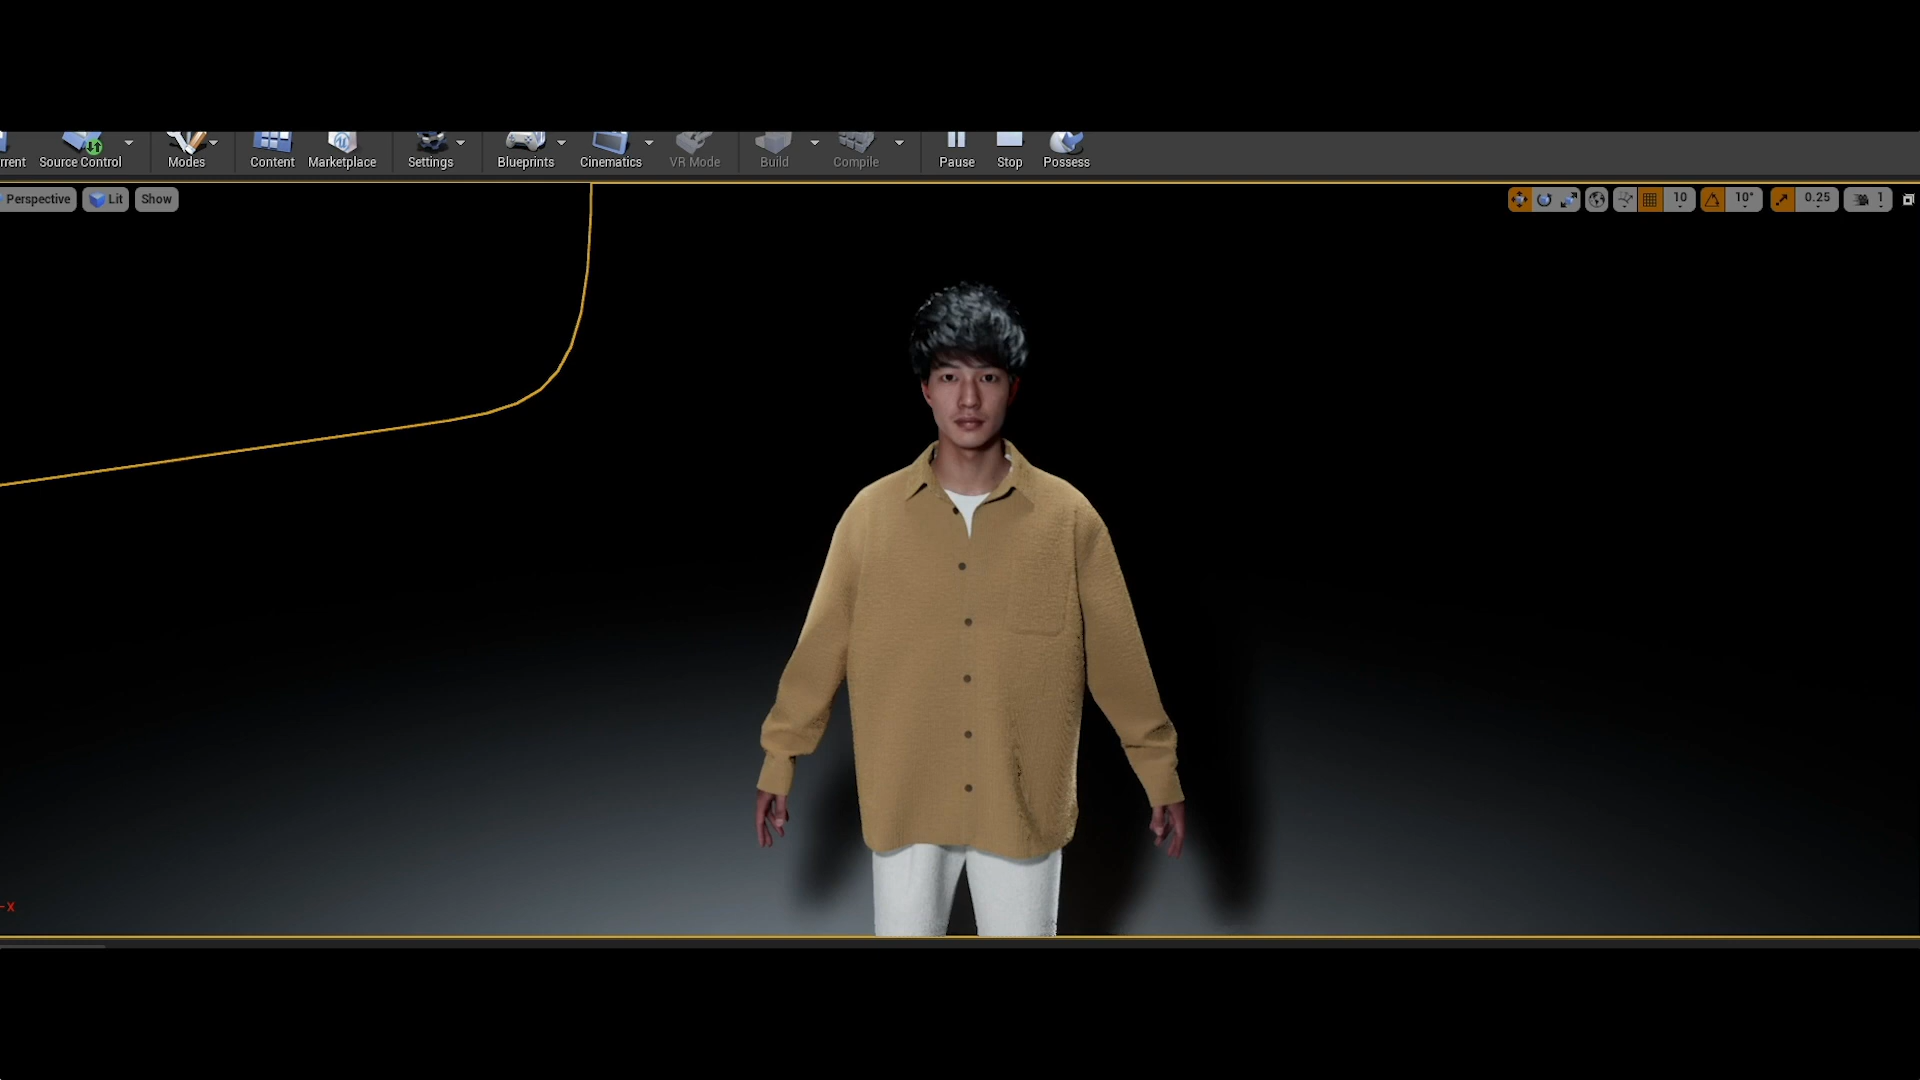 rrent Source Control Modes Content Marketplace Settings Blueprints Cinematics VR Mode Build Compile Pause Stop Possess
Perspective Lit Show 10 10° 0.25 1
-X